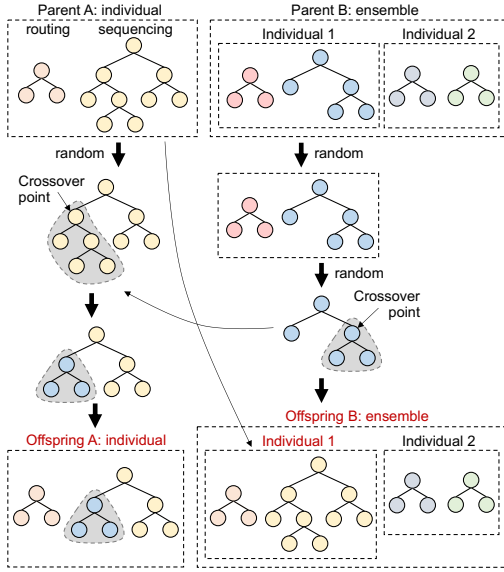 Parent A: individual
routing
sequencing
Parent B: ensemble
Individual 1
Individual 2
random
random
Crossover
point
random
Crossover
point
Offspring A: individual
Offspring B: ensemble
Individual 1
Individual 2